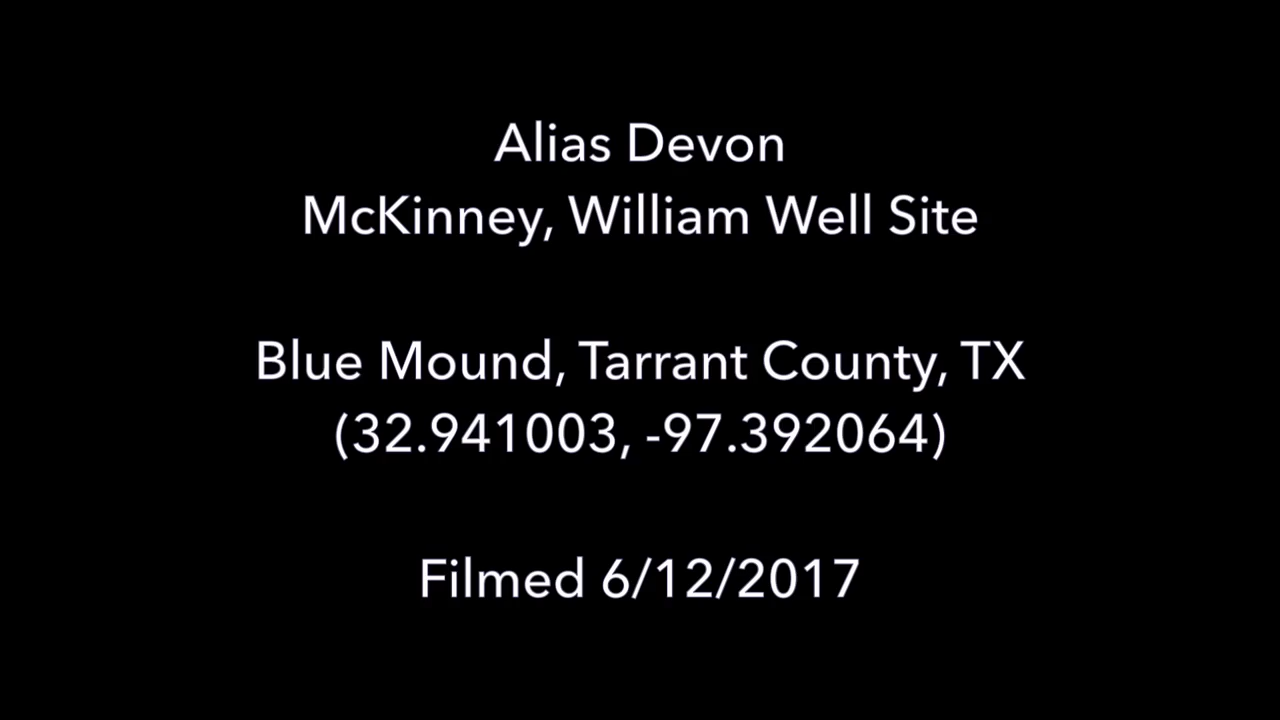 Alias Devon
McKinney, William Well Site
Blue Mound, Tarrant County, TX
(32.941003, -97.392064)
Filmed 6/12/2017